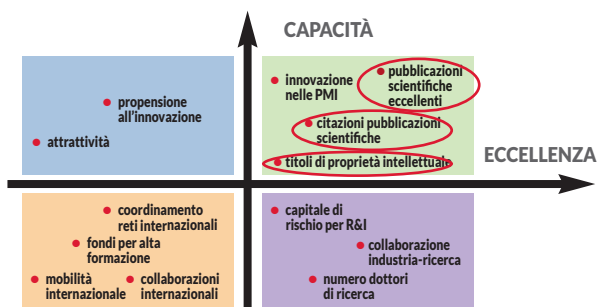 CAPACITÀ
ECCELLENZA
propensione
all'innovazione
attrattività
innovazione
nelle PMI
pubblicazioni
scientifiche
eccellenti
citazioni pubblicazioni
scientifiche
titoli di proprietà intellettuale
coordinamento
reti internazionali
fondi per alta
formazione
mobilità
internazionale
collaborazioni
internazionali
capitale di
rischio per R&I
collaborazione
industria-ricerca
numero dottori
di ricerca